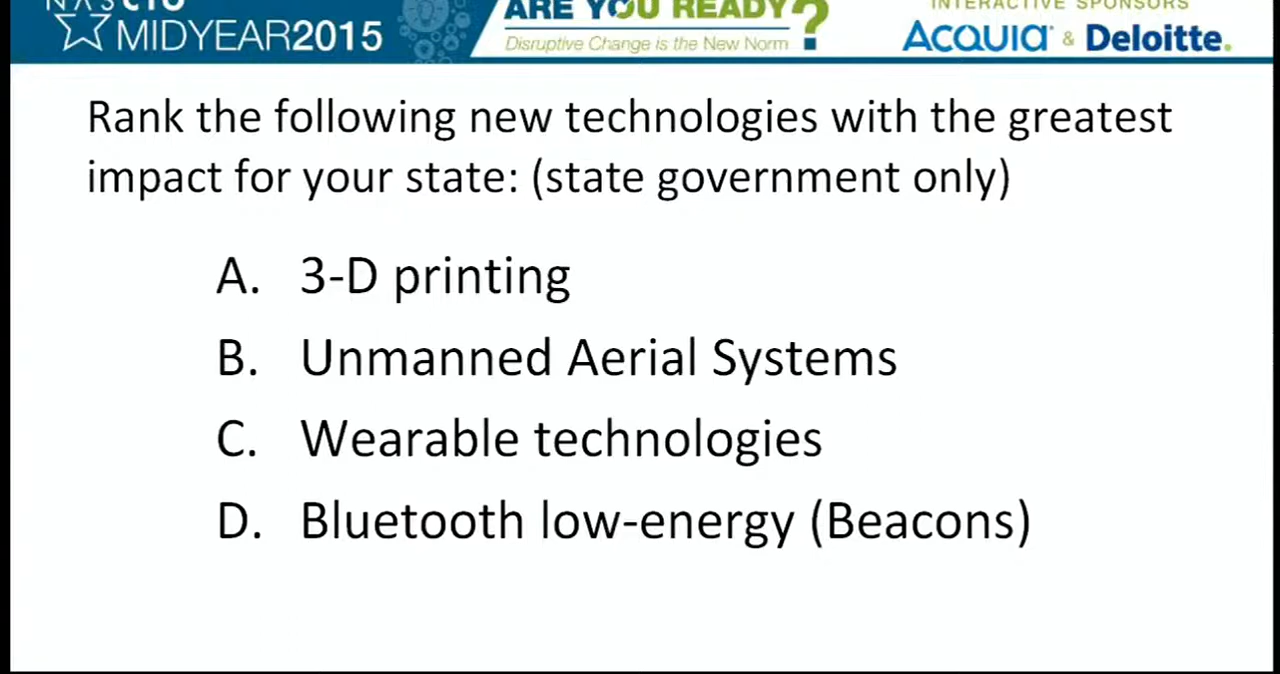 MIDYEAR2015
ARE YOU READY?
Disruptive Change is the New Norm
INTERACTIVE SPONSORS
ACQUIA & Deloitte.
Rank the following new technologies with the greatest
impact for your state: (state government only)
A. 3-D printing
B. Unmanned Aerial Systems
C. Wearable technologies
D. Bluetooth low-energy (Beacons)